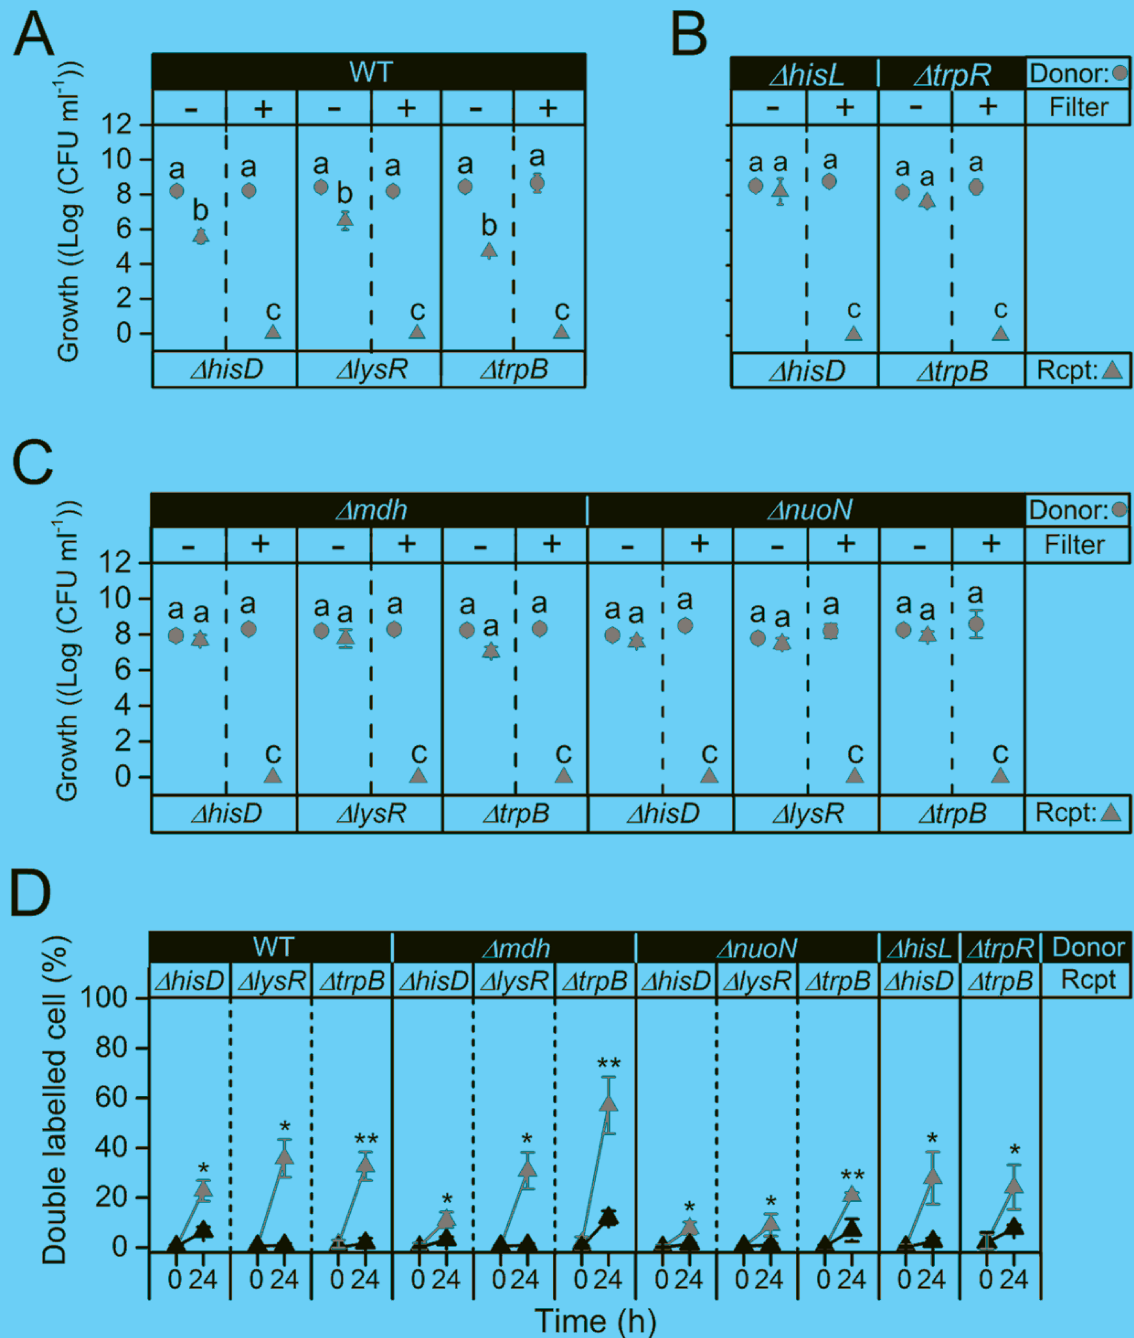 A
B
WT
ΔhisL ΔtrpR Donor:
- + - + - +
- + - + Filter
Growth ((Log (CFU ml-1))
12
10
8
6
4
2
0
a a a a a a
b b b
c c c
a a a a a a
c c
ΔhisD ΔlysR ΔtrpB
ΔhisD ΔtrpB Rcpt:
C
Δmdh ΔnuoN Donor:
- + - + - + - + - + - + Filter
Growth ((Log (CFU ml-1))
12
10
8
6
4
2
0
a a a a a a a a a a a a a a a a a a
c c c c c c
ΔhisD ΔlysR ΔtrpB ΔhisD ΔlysR ΔtrpB Rcpt:
D
WT Δmdh ΔnuoN ΔhisL ΔtrpR Donor
ΔhisD ΔlysR ΔtrpB ΔhisD ΔlysR ΔtrpB ΔhisD ΔlysR ΔtrpB ΔhisD ΔtrpB Rcpt
Double labelled cell (%)
100
80
60
40
20
0
* * ** * * ** * * ** * *
0 24 0 24 0 24 0 24 0 24 0 24 0 24 0 24 0 24 0 24 0 24
Time (h)